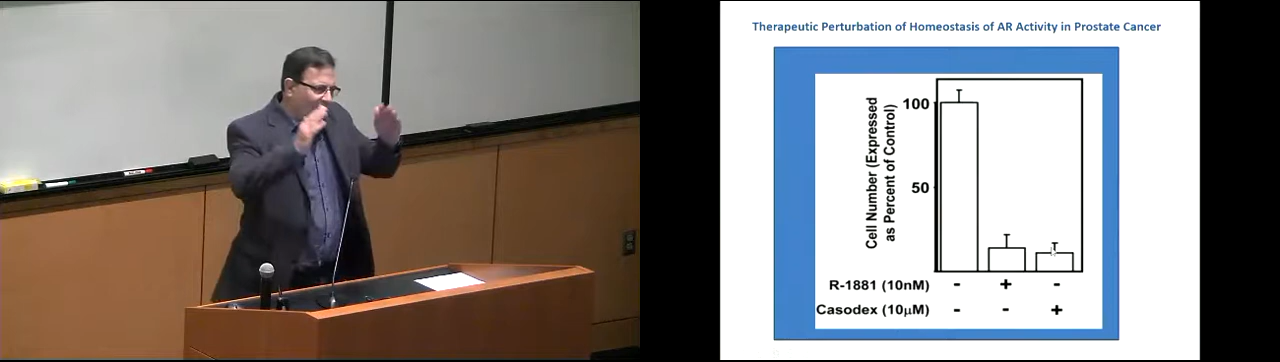 Therapeutic Perturbation of Homeostasis of AR Activity in Prostate Cancer
Cell Number (Expressed
as Percent of Control)
100
50
R-1881 (10nM) - + -
Casodex (10µM) - - +